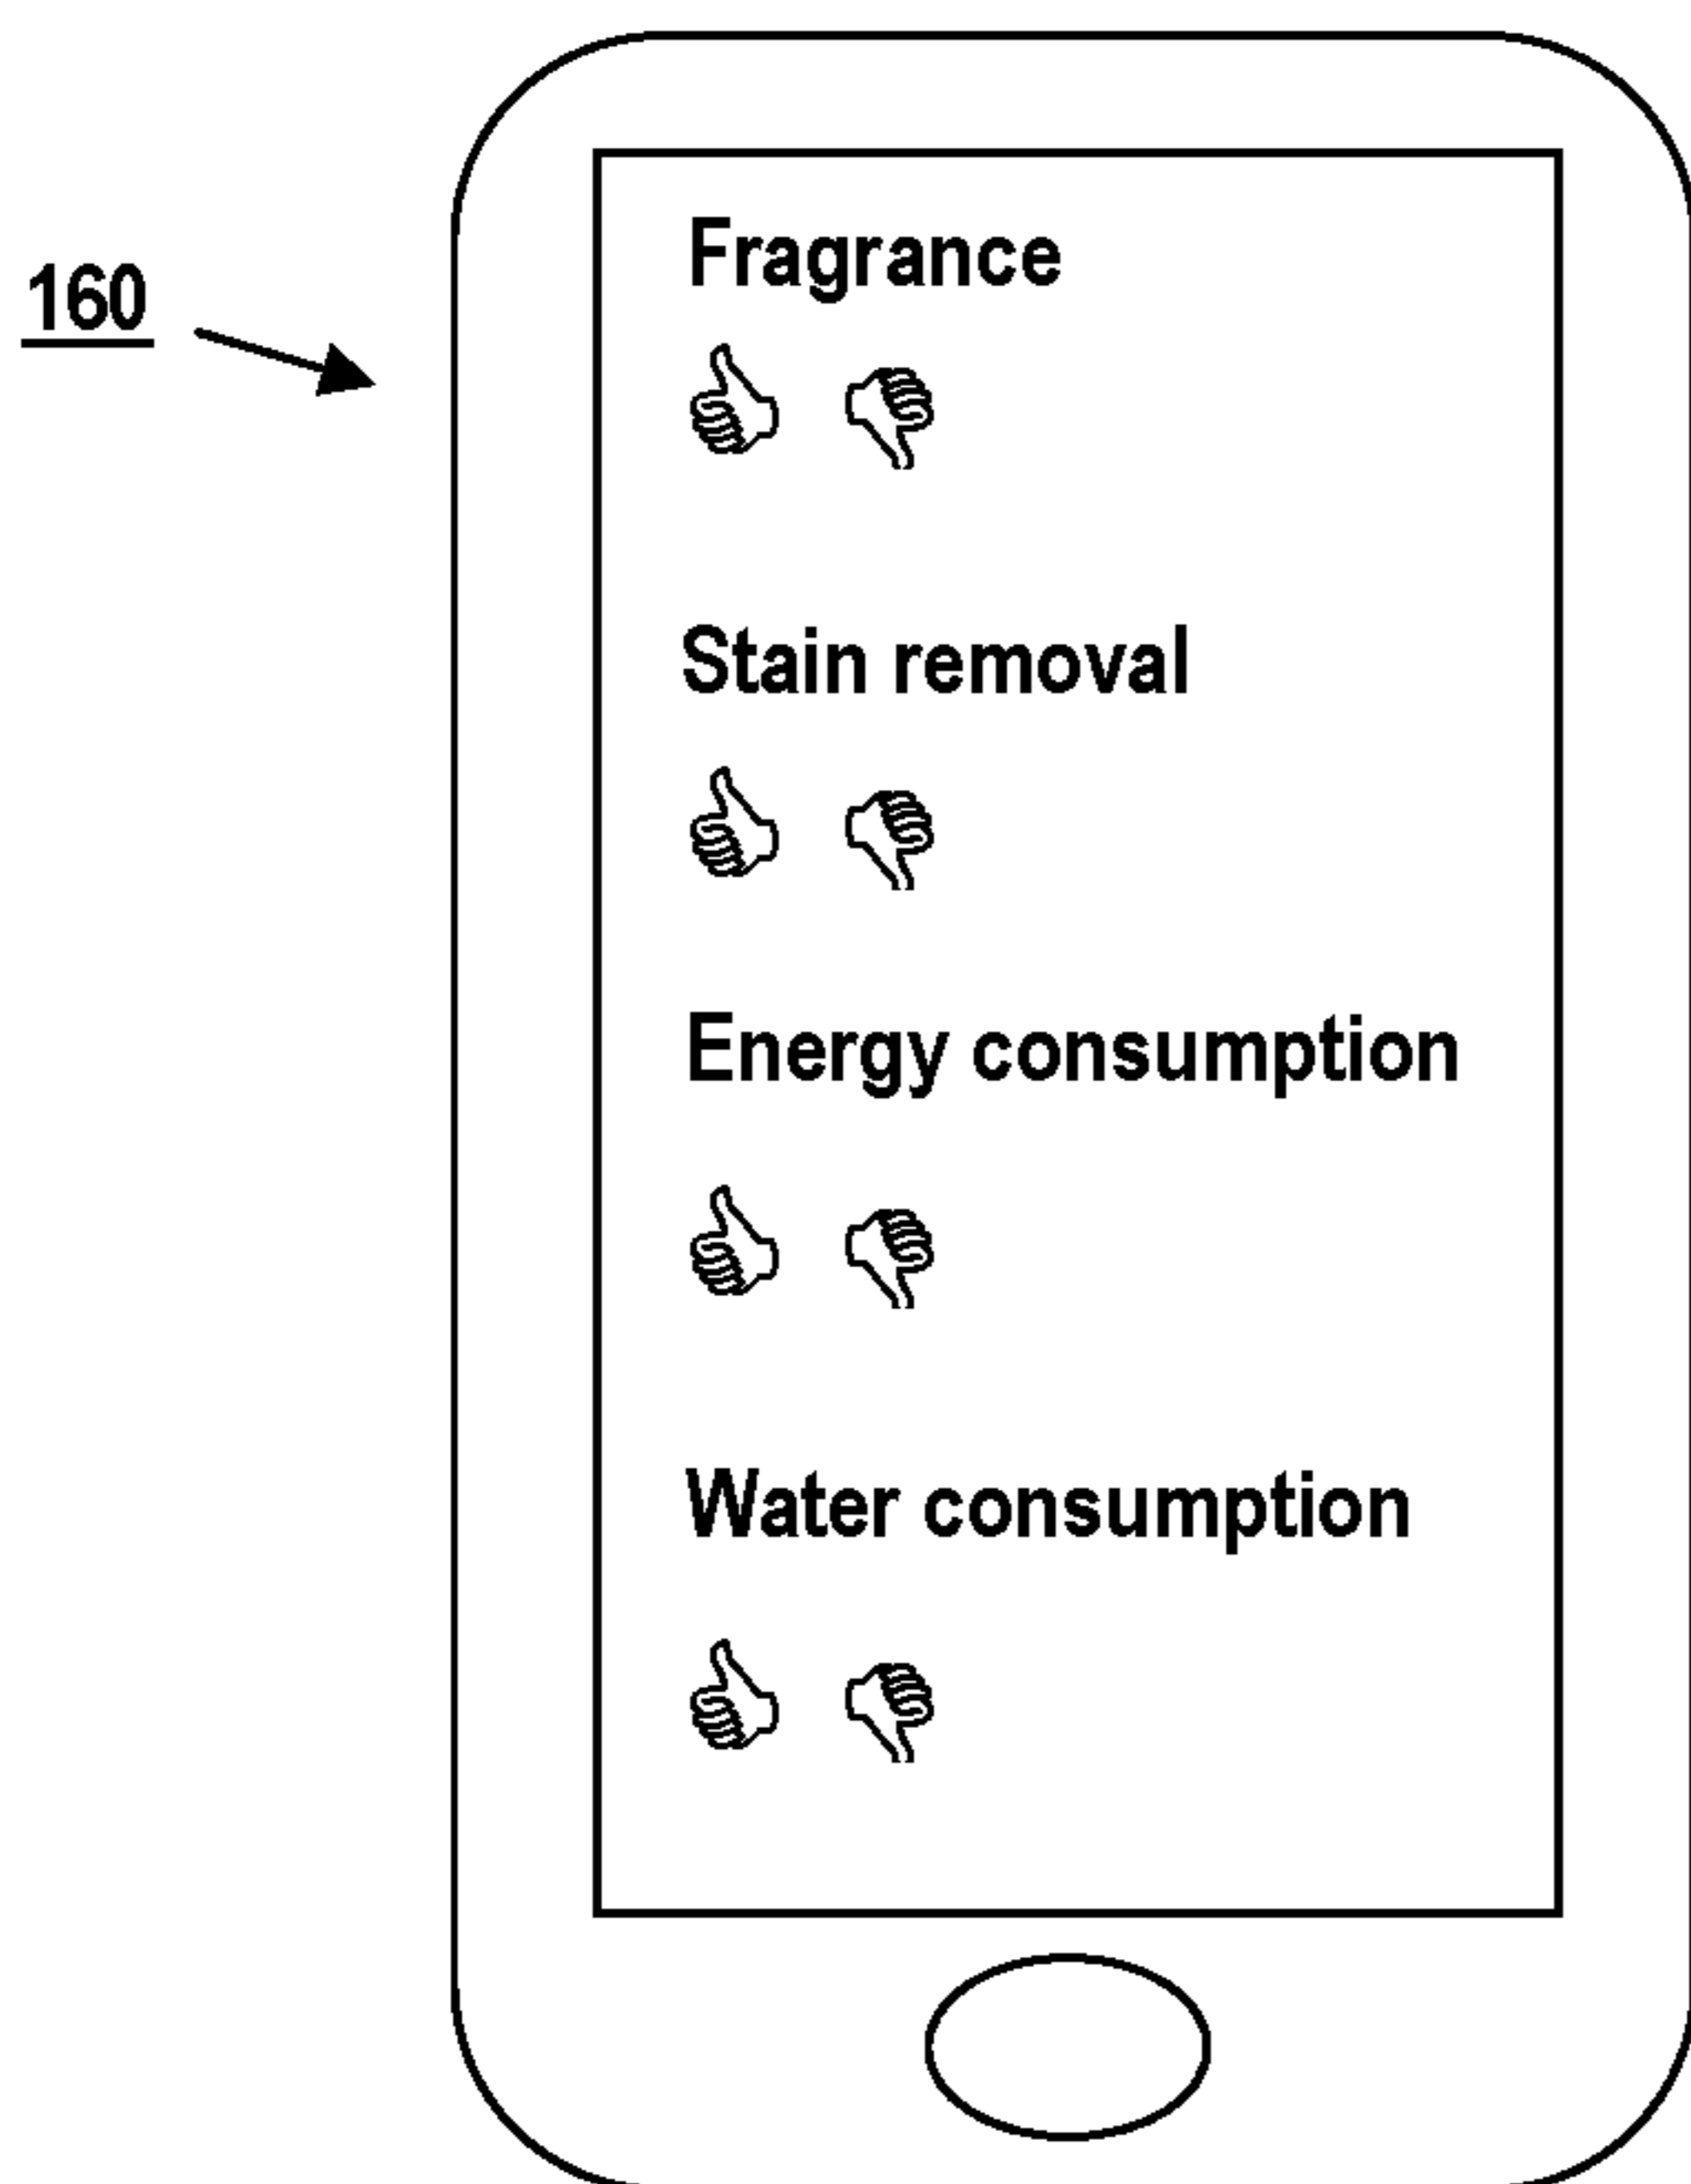 160
Fragrance
Stain removal
Energy consumption
Water consumption